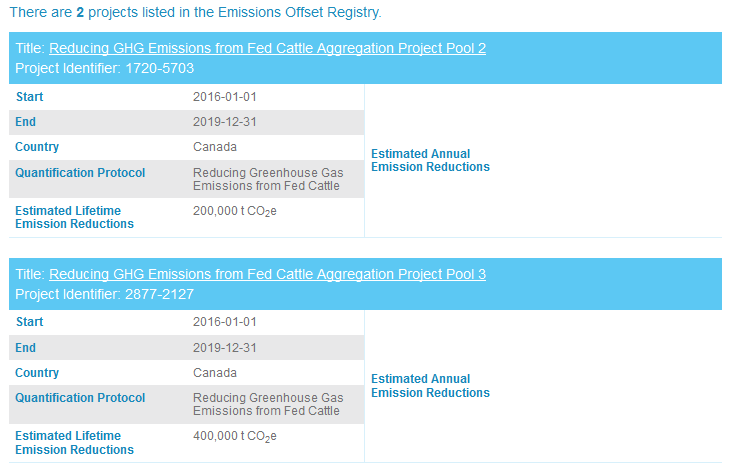 There are 2 projects listed in the Emissions Offset Registry.
Title: Reducing GHG Emissions from Fed Cattle Aggregation Project Pool 2
Project Identifier: 1720-5703
Start 2016-01-01
End 2019-12-31
Country Canada
Quantification Protocol Reducing Greenhouse Gas
Emissions from Fed Cattle
Estimated Lifetime 200,000 t CO₂e
Emission Reductions
Estimated Annual
Emission Reductions
Title: Reducing GHG Emissions from Fed Cattle Aggregation Project Pool 3
Project Identifier: 2877-2127
Start 2016-01-01
End 2019-12-31
Country Canada
Quantification Protocol Reducing Greenhouse Gas
Emissions from Fed Cattle
Estimated Lifetime 400,000 t CO₂e
Emission Reductions
Estimated Annual
Emission Reductions